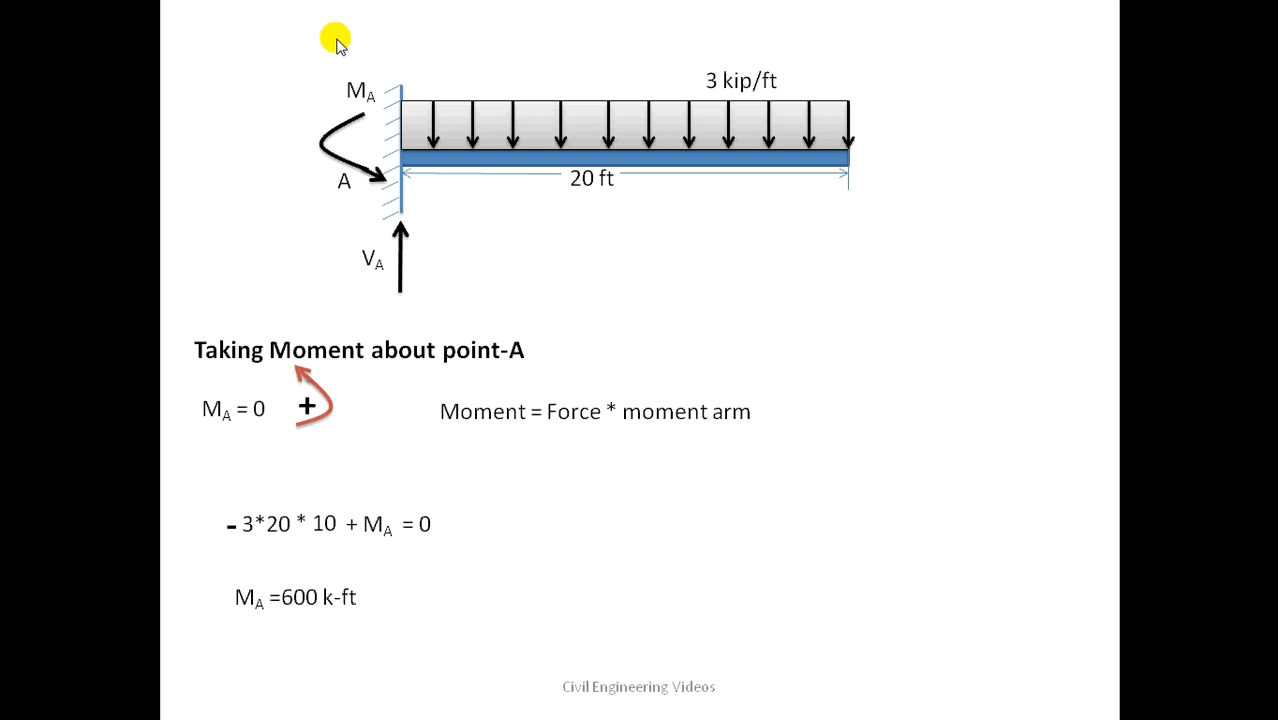 3 kip/ft
MA
A
20 ft
VA
Taking Moment about point-A
MA = 0 +
Moment = Force * moment arm
- 3*20 * 10 + MA = 0
MA =600 k-ft
Civil Engineering Videos